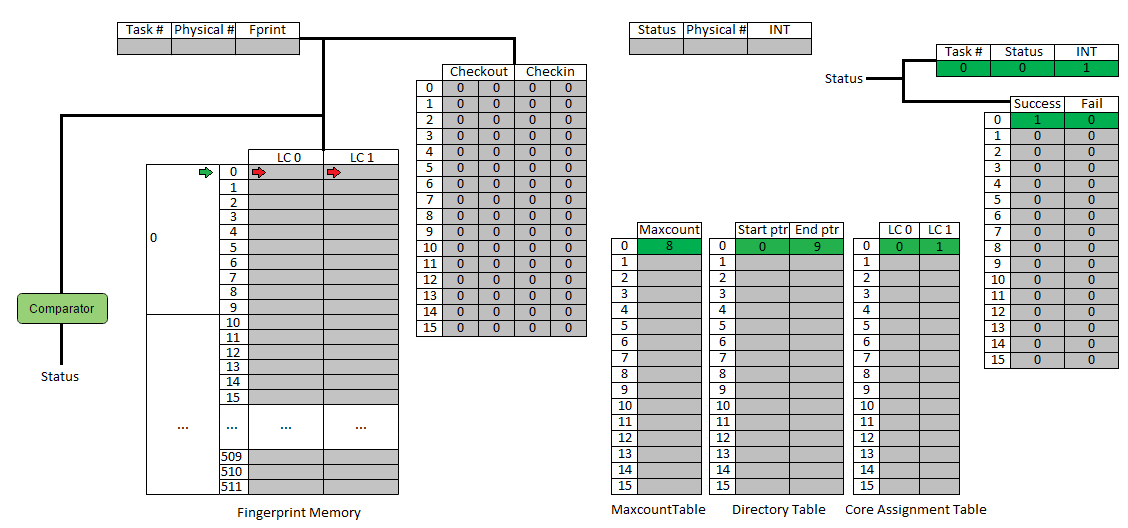 Task # Physical # Fprint
Status Physical # INT
Task # Status INT
0 0 1
Status
Checkout Checkin
0 0 0 0 0
1 0 0 0 0
2 0 0 0 0
3 0 0 0 0
4 0 0 0 0
5 0 0 0 0
6 0 0 0 0
7 0 0 0 0
8 0 0 0 0
9 0 0 0 0
10 0 0 0 0
11 0 0 0 0
12 0 0 0 0
13 0 0 0 0
14 0 0 0 0
15 0 0 0 0
Success Fail
0 1 0
1 0 0
2 0 0
3 0 0
4 0 0
5 0 0
6 0 0
7 0 0
8 0 0
9 0 0
10 0 0
11 0 0
12 0 0
13 0 0
14 0 0
15 0 0
LC 0 LC 1
0
0
1
2
3
4
5
6
7
8
9
10
11
12
13
14
15
... ... ... ...
509
510
511
Fingerprint Memory
Comparator
Status
Maxcount
0 8
1
2
3
4
5
6
7
8
9
10
11
12
13
14
15
MaxcountTable
Start ptr End ptr
0 0 9
1
2
3
4
5
6
7
8
9
10
11
12
13
14
15
Directory Table
LC 0 LC 1
0 0 1
1
2
3
4
5
6
7
8
9
10
11
12
13
14
15
Core Assignment Table